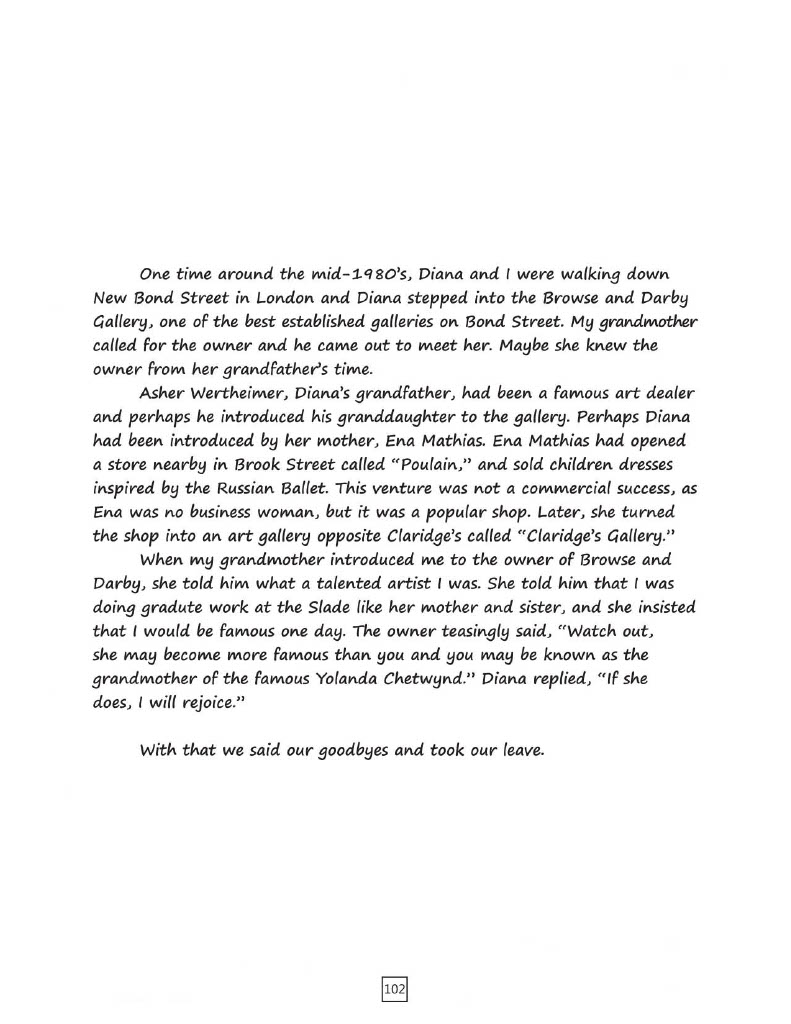 One time around the mid-1980's, Diana and I were walking down
New Bond Street in London and Diana stepped into the Browse and Darby
Gallery, one of the best established galleries on Bond Street. My grandmother
called for the owner and he came out to meet her. Maybe she knew the
owner from her grandfather's time.
Asher Wertheimer, Diana's grandfather, had been a famous art dealer
and perhaps he introduced his granddaughter to the gallery. Perhaps Diana
had been introduced by her mother, Ena Mathias. Ena Mathias had opened
a store nearby in Brook Street called “Poulain,” and sold children dresses
inspired by the Russian Ballet. This venture was not a commercial success, as
Ena was no business woman, but it was a popular shop. Later, she turned
the shop into an art gallery opposite Claridge's called “Claridge's Gallery.”
When my grandmother introduced me to the owner of Browse and
Darby, she told him what a talented artist I was. She told him that I was
doing gradute work at the Slade like her mother and sister, and she insisted
that I would be famous one day. The owner teasingly said, “Watch out,
she may become more famous than you and you may be known as the
grandmother of the famous Yolanda Chetwynd.” Diana replied, “If she
does, I will rejoice.”
With that we said our goodbyes and took our leave.
102